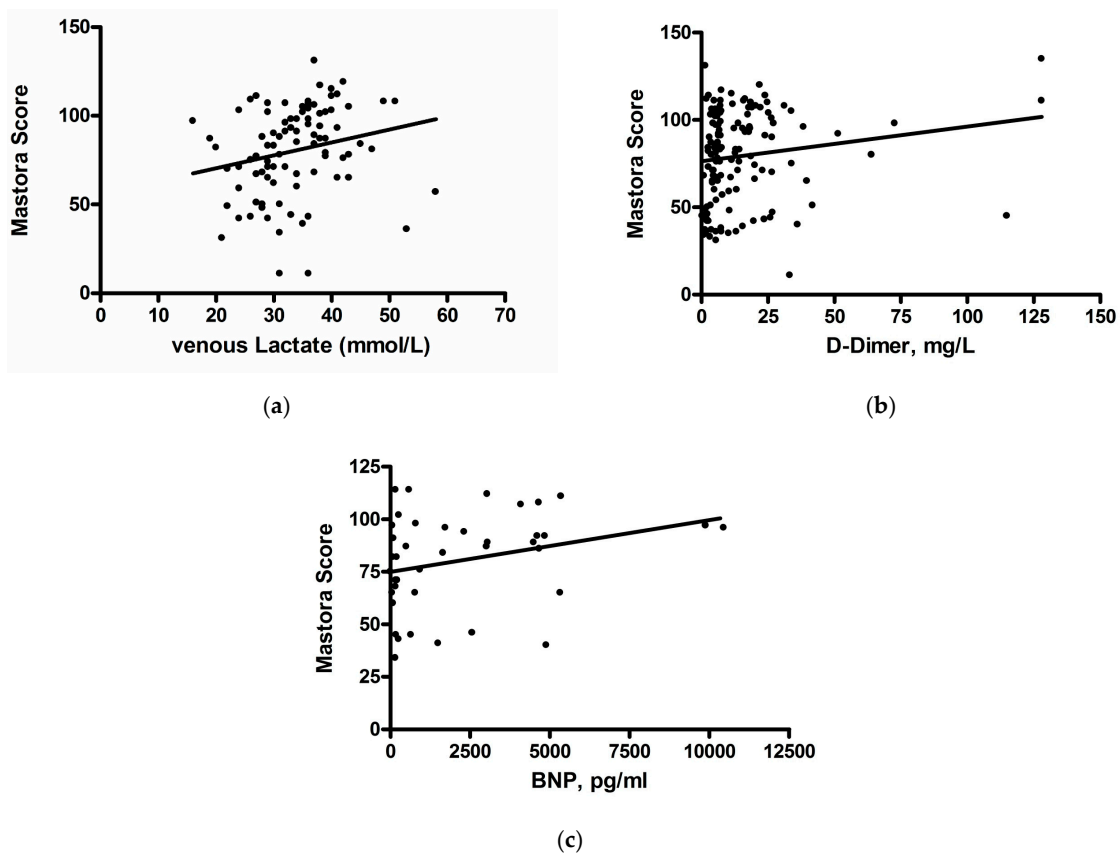 150
100
50
0
Mastora Score
0 10 20 30 40 50 60 70
venous Lactate (mmol/L)
(a)
150
100
50
0
Mastora Score
0 25 50 75 100 125 150
D-Dimer, mg/L
(b)
125
100
75
50
25
0
Mastora Score
0 2500 5000 7500 10000 12500
BNP, pg/ml
(c)